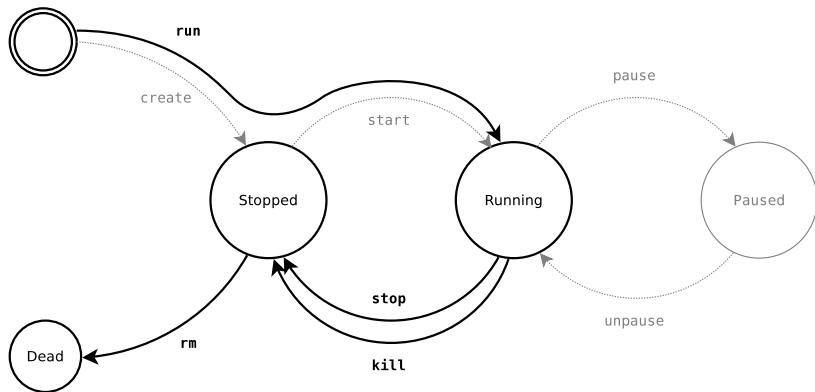 run
pause
create
start
Stopped
Running
Paused
stop
unpause
rm
Dead
kill